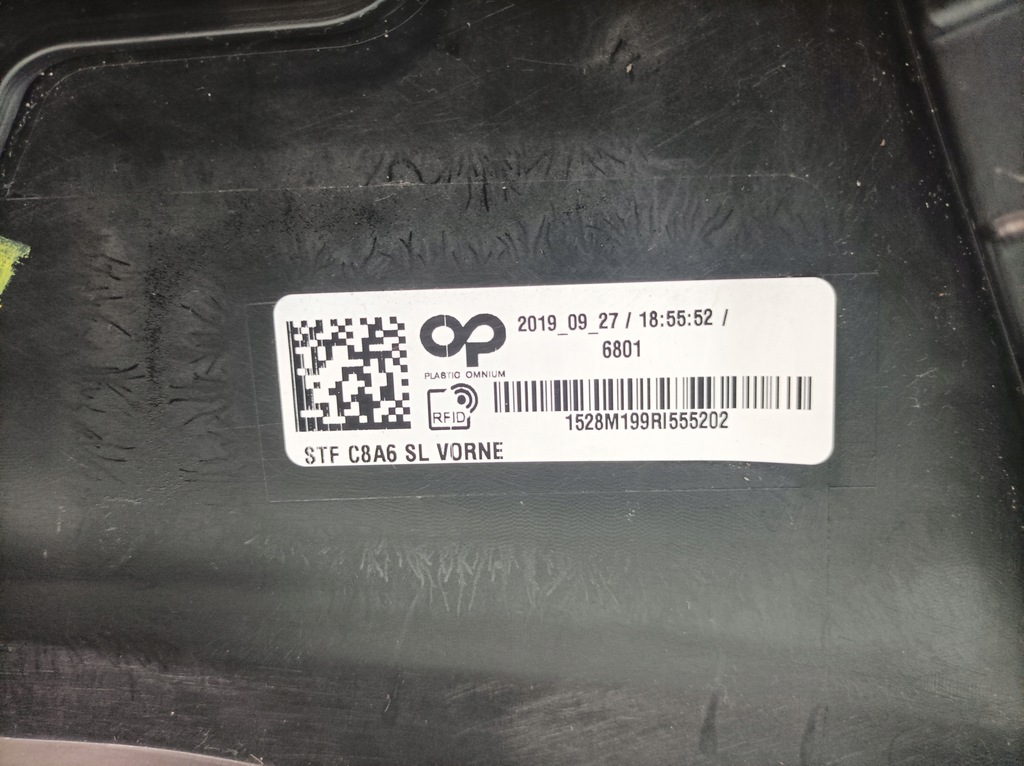 2019_09_27 / 18:55:52 /
6801
PLASTIC OMNIUM
RFID
1528M199RI555202
STF C8A6 SL VORNE